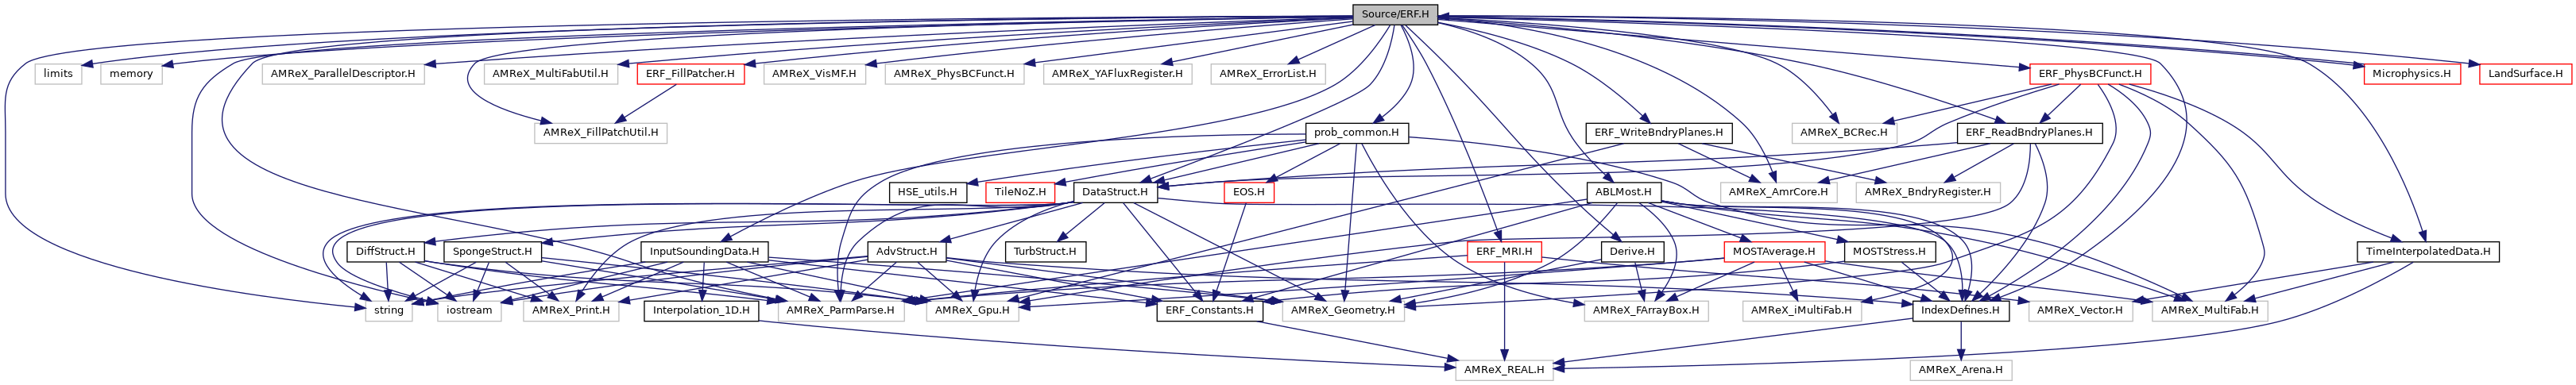 Source/ERF.H
limits
memory
AMReX_ParallelDescriptor.H
AMReX_MultiFabUtil.H
ERF_FillPatcher.H
AMReX_VisMF.H
AMReX_PhysBCFunct.H
AMReX_YAFluxRegister.H
AMReX_ErrorList.H
ERF_PhysBCFunct.H
Microphysics.H
LandSurface.H
AMReX_FillPatchUtil.H
prob_common.H
ERF_WriteBndryPlanes.H
AMReX_BCRec.H
ERF_ReadBndryPlanes.H
HSE_utils.H
TileNoZ.H
DataStruct.H
EOS.H
ABLMost.H
AMReX_AmrCore.H
AMReX_BndryRegister.H
DiffStruct.H
SpongeStruct.H
InputSoundingData.H
AdvStruct.H
TurbStruct.H
ERF_MRI.H
Derive.H
MOSTAverage.H
MOSTStress.H
TimeInterpolatedData.H
string
iostream
AMReX_Print.H
Interpolation_1D.H
AMReX_ParmParse.H
AMReX_Gpu.H
ERF_Constants.H
AMReX_Geometry.H
AMReX_FArrayBox.H
AMReX_iMultiFab.H
IndexDefines.H
AMReX_Vector.H
AMReX_MultiFab.H
AMReX_REAL.H
AMReX_Arena.H